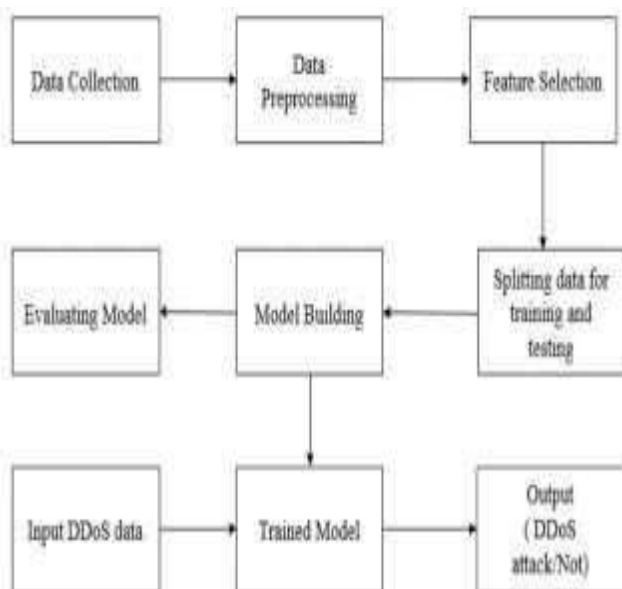 Data Collection
Data
Preprocessing
Feature Selection
Splitting data for
training and
testing
Model Building
Evaluating Model
Input DDoS data
Trained Model
Output
( DDoS
attack/Not)